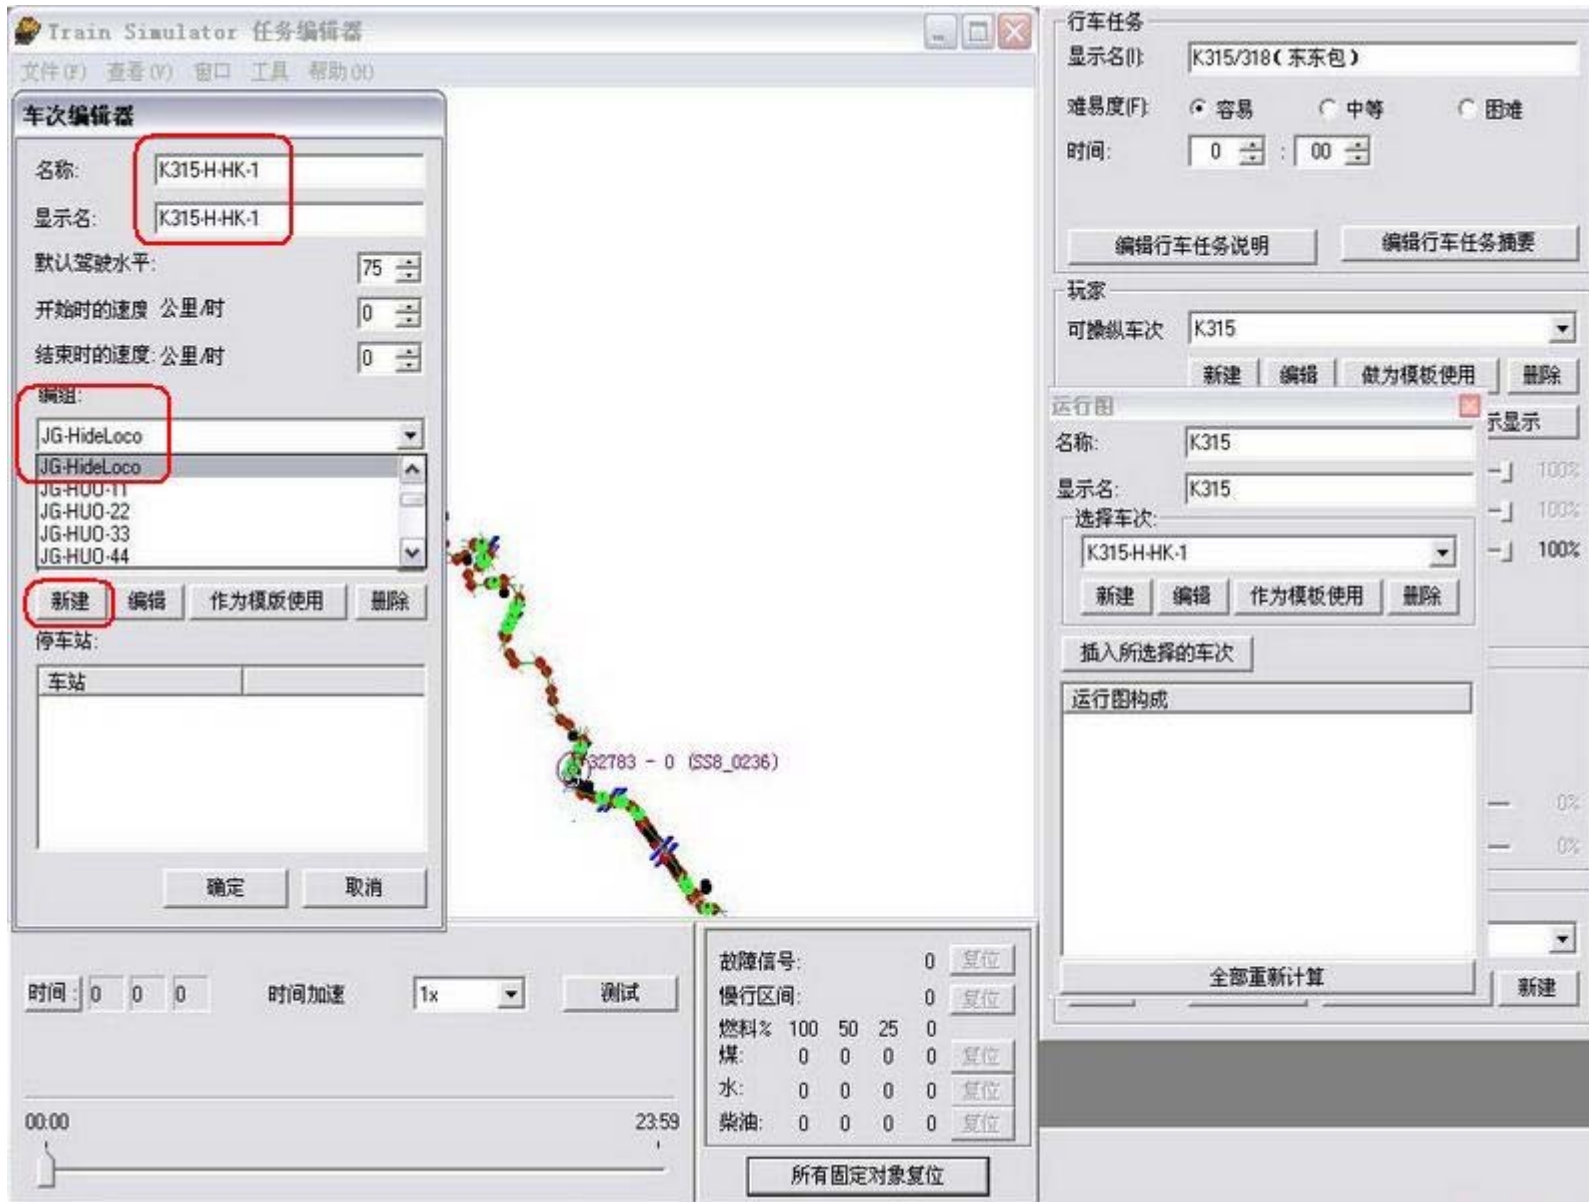 Train Simulator 任务编辑器
文件(F) 查看(V) 窗口 工具 帮助(H)
车次编辑器
名称: K315-H-HK-1
显示名: K315-H-HK-1
默认驾驶水平: 75
开始时的速度 公里/时 0
结束时的速度: 公里/时 0
编组:
JG-HideLoco
JG-HideLoco
JG-HUO-11
JG-HUO-22
JG-HUO-33
JG-HUO-44
新建 编辑 作为模版使用 删除
停车站:
车站
确定 取消
32783 - 0 (SS8_0236)
时间: 0 0 0 时间加速 1x 测试
00:00 23:59
故障信号: 0 复位
慢行区间: 0 复位
燃料% 100 50 25 0
煤: 0 0 0 0 复位
水: 0 0 0 0 复位
柴油: 0 0 0 0 复位
所有固定对象复位
行车任务
显示名(I): K315/318(东东包)
难易度(F): 容易 中等 困难
时间: 0 : 00
编辑行车任务说明 编辑行车任务摘要
玩家
可操纵车次 K315
新建 编辑 做为模板使用 删除
示显示
100%
100%
100%
0%
0%
新建
运行图
名称: K315
显示名: K315
选择车次:
K315-H-HK-1
新建 编辑 作为模板使用 删除
插入所选择的车次
运行图构成
全部重新计算